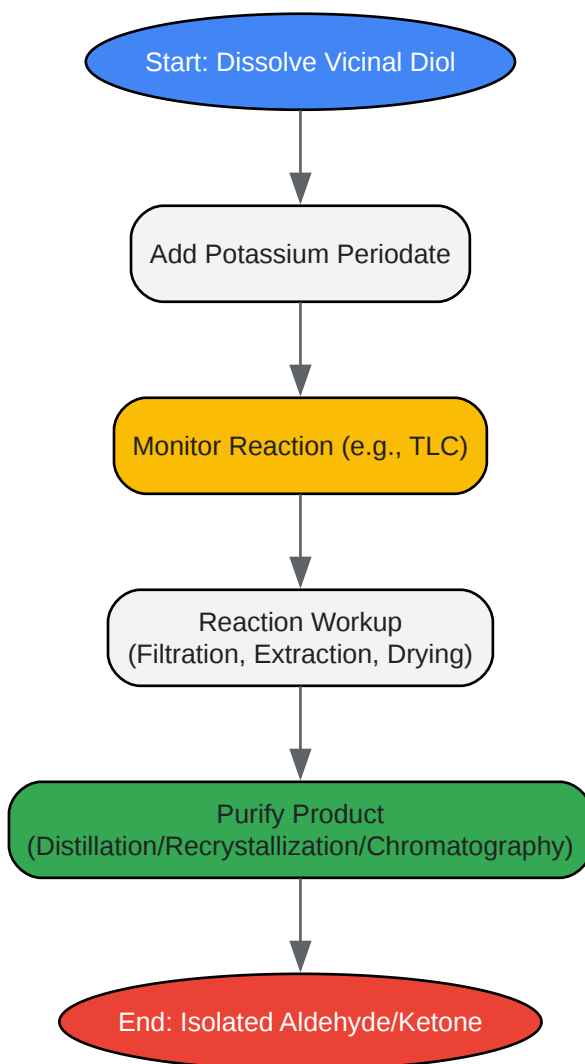 Start: Dissolve Vicinal Diol
Add Potassium Periodate
Monitor Reaction (e.g., TLC)
Reaction Workup
(Filtration, Extraction, Drying)
Purify Product
(Distillation/Recrystallization/Chromatography)
End: Isolated Aldehyde/Ketone